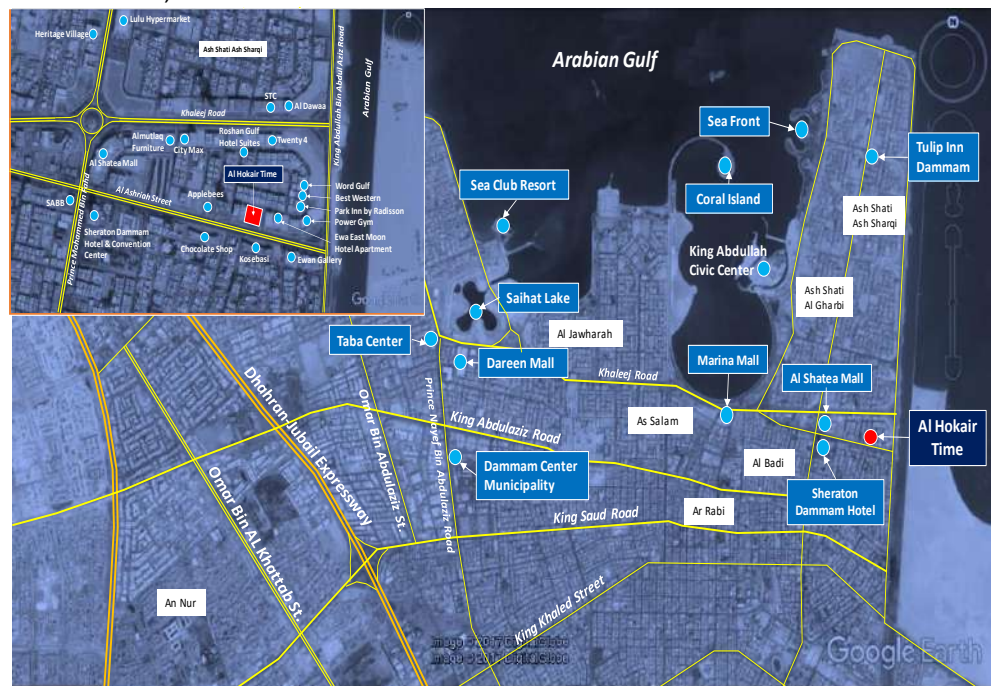 Lulu Hypermarket
Heritage Village
Ash Shati Ash Sharqi
King Abdullah Bin Abdul Aziz Road
Arabian Gulf
STC
Al Dawaa
Khaleej Road
Almutlaq
Furniture
City Max
Roshan Gulf
Hotel Suites
Twenty 4
Al Shatea Mall
Al Hokair Time
Al Ashriah Street
Applebees
Word Gulf
Best Western
Park Inn by Radisson
Power Gym
Ewa East Moon
Hotel Apartment
SABB
Prince Mohammed Bin Fahd
Sheraton Dammam
Hotel & Convention
Center
Chocolate Shop
Kosebasi
Ewan Gallery
Arabian Gulf
N
Sea Front
Tulip Inn
Dammam
Sea Club Resort
Coral Island
Ash Shati
Ash Sharqi
King Abdullah
Civic Center
Ash Shati
Al Gharbi
Saihat Lake
Al Jawharah
Taba Center
Dareen Mall
Marina Mall
Khaleej Road
Al Shatea Mall
As Salam
Al Hokair
Time
Dhahran-Jubail Expressway
Omar Bin Abdulaziz St.
Prince Nayef Bin Abdulaziz Road
King Abdulaziz Road
Al Badi
Dammam Center
Municipality
Sheraton
Dammam Hotel
Omar Bin AL Khattab St.
King Saud Road
Ar Rabi
An Nur
King Khaled Street
Google Earth